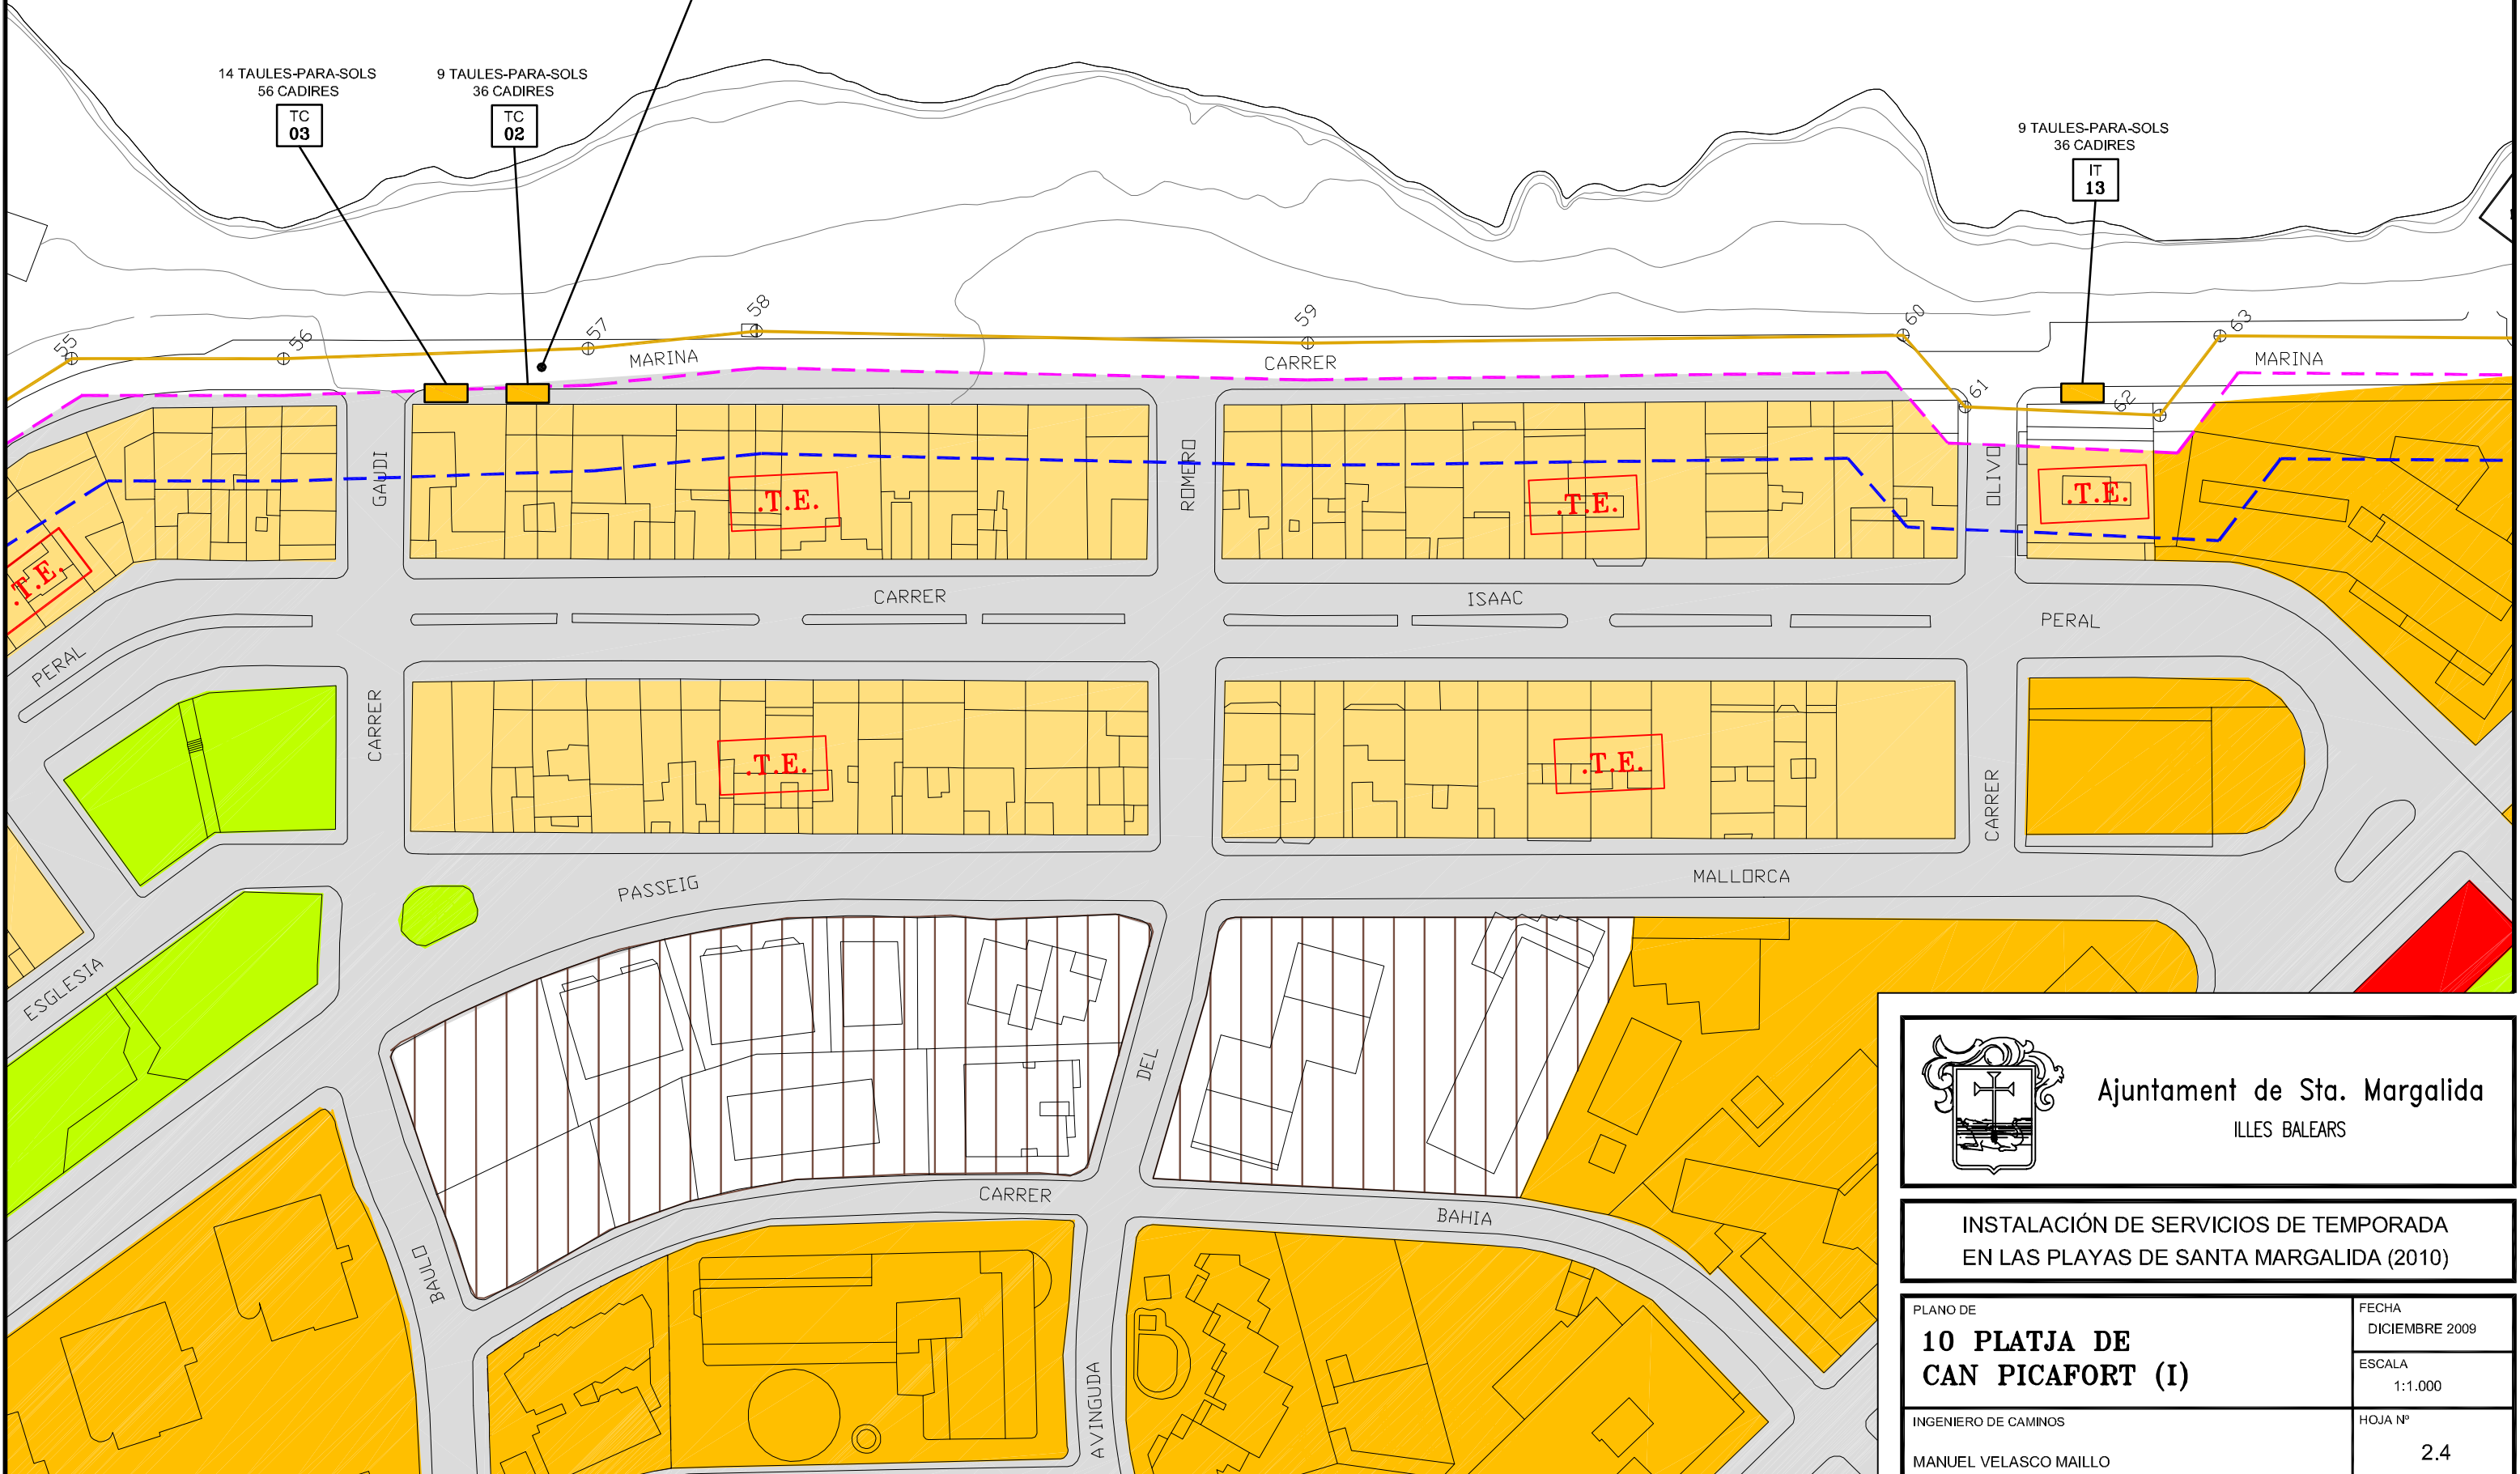 14 TAULES-PARA-SOLS
56 CADIRES
TC
03
9 TAULES-PARA-SOLS
36 CADIRES
TC
02
9 TAULES-PARA-SOLS
36 CADIRES
IT
13
55
56
57
58
59
60
61
62
63
MARINA
CARRER
MARINA
GAUDI
ROMERO
OLIVO
.T.E.
.T.E.
.T.E.
.T.E.
CARRER
ISAAC
PERAL
PERAL
CARRER
.T.E.
.T.E.
CARRER
PASSEIG
MALLORCA
ESGLESIA
DEL
CARRER
BAHIA
BAULO
AVINGUDA
Ajuntament de Sta. Margalida
ILLES BALEARS
INSTALACIÓN DE SERVICIOS DE TEMPORADA
EN LAS PLAYAS DE SANTA MARGALIDA (2010)
PLANO DE
10 PLATJA DE
CAN PICAFORT (I)
FECHA
DICIEMBRE 2009
ESCALA
1:1.000
INGENIERO DE CAMINOS
MANUEL VELASCO MAILLO
HOJA Nº
2.4